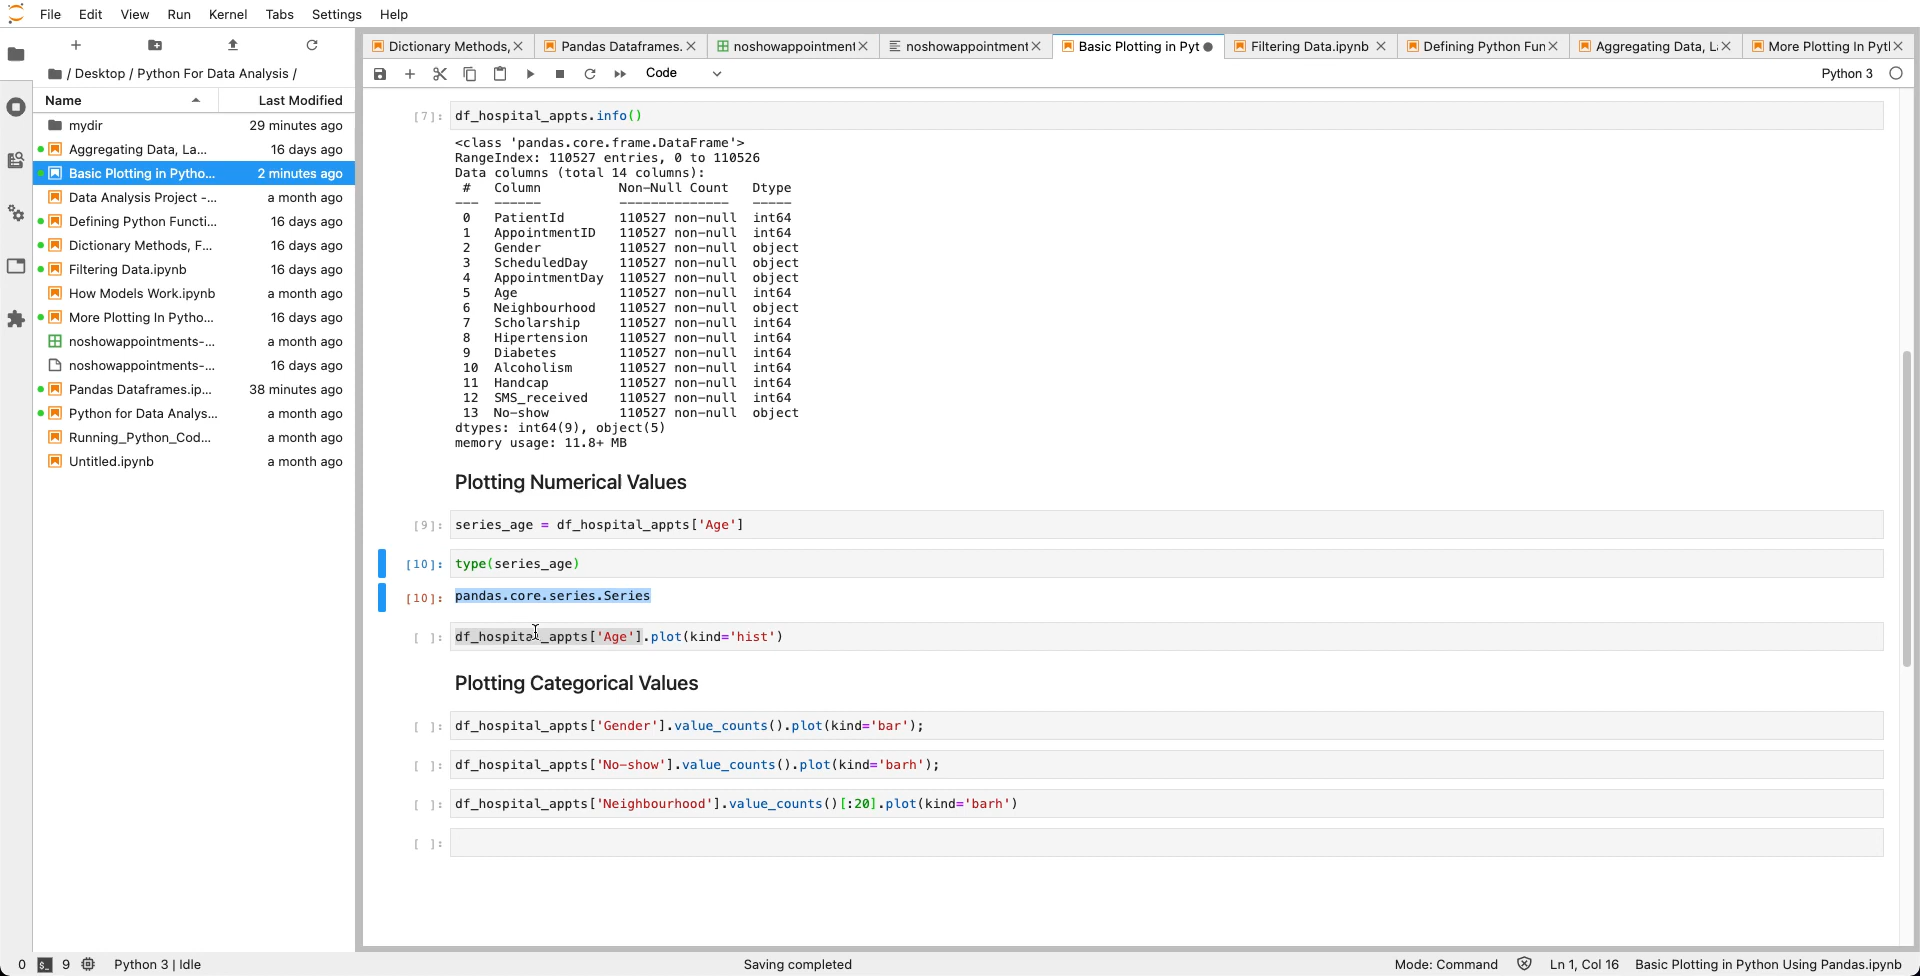 File Edit View Run Kernel Tabs Settings Help
Dictionary Methods,
Pandas Dataframes.
noshowappointment
noshowappointment
Basic Plotting in Pyt
Filtering Data.ipynb
Defining Python Fun
Aggregating Data, L
More Plotting In Pyt
/ Desktop / Python For Data Analysis /
Code
Python 3
Name Last Modified
mydir 29 minutes ago
Aggregating Data, La... 16 days ago
Basic Plotting in Pytho... 2 minutes ago
Data Analysis Project -... a month ago
Defining Python Functi... 16 days ago
Dictionary Methods, F... 16 days ago
Filtering Data.ipynb 16 days ago
How Models Work.ipynb a month ago
More Plotting In Pytho... 16 days ago
noshowappointments-... a month ago
noshowappointments-... 16 days ago
Pandas Dataframes.ip... 38 minutes ago
Python for Data Analys... a month ago
Running_Python_Cod... a month ago
Untitled.ipynb a month ago
[7]: df_hospital_appts.info()
<class 'pandas.core.frame.DataFrame'>
RangeIndex: 110527 entries, 0 to 110526
Data columns (total 14 columns):
# Column Non-Null Count Dtype
--- ------ -------------- -----
0 PatientId 110527 non-null int64
1 AppointmentID 110527 non-null int64
2 Gender 110527 non-null object
3 ScheduledDay 110527 non-null object
4 AppointmentDay 110527 non-null object
5 Age 110527 non-null int64
6 Neighbourhood 110527 non-null object
7 Scholarship 110527 non-null int64
8 Hipertension 110527 non-null int64
9 Diabetes 110527 non-null int64
10 Alcoholism 110527 non-null int64
11 Handcap 110527 non-null int64
12 SMS_received 110527 non-null int64
13 No-show 110527 non-null object
dtypes: int64(9), object(5)
memory usage: 11.8+ MB
Plotting Numerical Values
[9]: series_age = df_hospital_appts['Age']
[10]: type(series_age)
[10]: pandas.core.series.Series
[ ]: df_hospital_appts['Age'].plot(kind='hist')
Plotting Categorical Values
[ ]: df_hospital_appts['Gender'].value_counts().plot(kind='bar');
[ ]: df_hospital_appts['No-show'].value_counts().plot(kind='barh');
[ ]: df_hospital_appts['Neighbourhood'].value_counts()[:20].plot(kind='barh')
[ ]:
0 $_ 9 Python 3 | Idle Saving completed Mode: Command Ln 1, Col 16 Basic Plotting in Python Using Pandas.ipynb